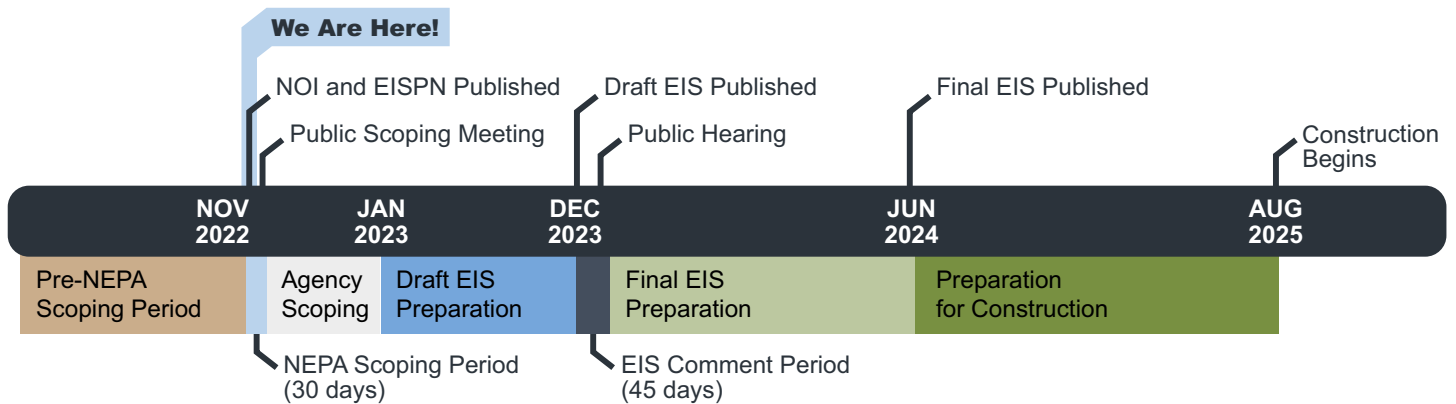 We Are Here!
NOI and EISPN Published
Draft EIS Published
Final EIS Published
Public Scoping Meeting
Public Hearing
Construction
Begins
NOV
2022
JAN
2023
DEC
2023
JUN
2024
AUG
2025
Pre-NEPA
Scoping Period
Agency
Scoping
Draft EIS
Preparation
Final EIS
Preparation
Preparation
for Construction
NEPA Scoping Period
(30 days)
EIS Comment Period
(45 days)